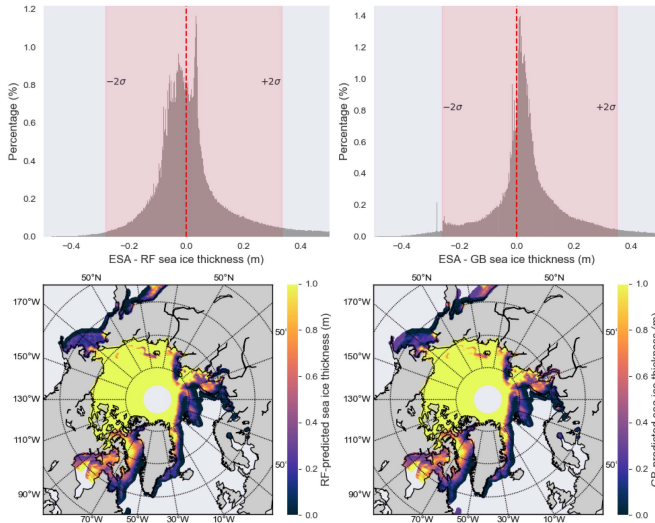 1.2
1.0
0.8
0.6
0.4
0.2
0.0
Percentage (%)
−2σ
+2σ
−0.4
−0.2
0.0
0.2
0.4
ESA - RF sea ice thickness (m)
1.4
1.2
1.0
0.8
0.6
0.4
0.2
0.0
Percentage (%)
−2σ
+2σ
−0.4
−0.2
0.0
0.2
0.4
ESA - GB sea ice thickness (m)
50°N
50°N
170°W
150°W
130°W
110°W
90°W
70°W
50°W
30°W
10°W
50°
50°
1.0
0.8
0.6
0.4
0.2
0.0
RF-predicted sea ice thickness (m)
50°N
50°N
170°W
150°W
130°W
110°W
90°W
70°W
50°W
30°W
10°W
50°
50°
1.0
0.8
0.6
0.4
0.2
0.0
GB-predicted sea ice thickness (m)